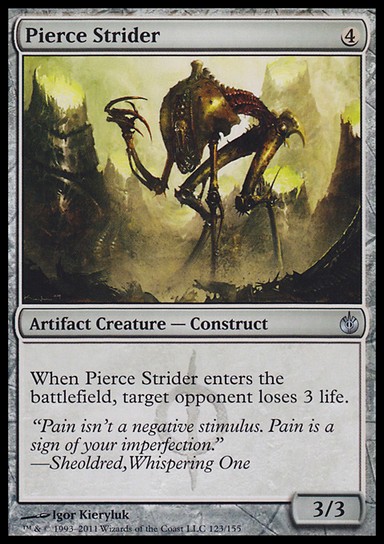 Pierce Strider
4
Artifact Creature — Construct
When Pierce Strider enters the
battlefield, target opponent loses 3 life.
“Pain isn’t a negative stimulus. Pain is a
sign of your imperfection.”
—Sheoldred,Whispering One
Igor Kieryluk
3/3
™ & © 1993–2011 Wizards of the Coast LLC 123/155